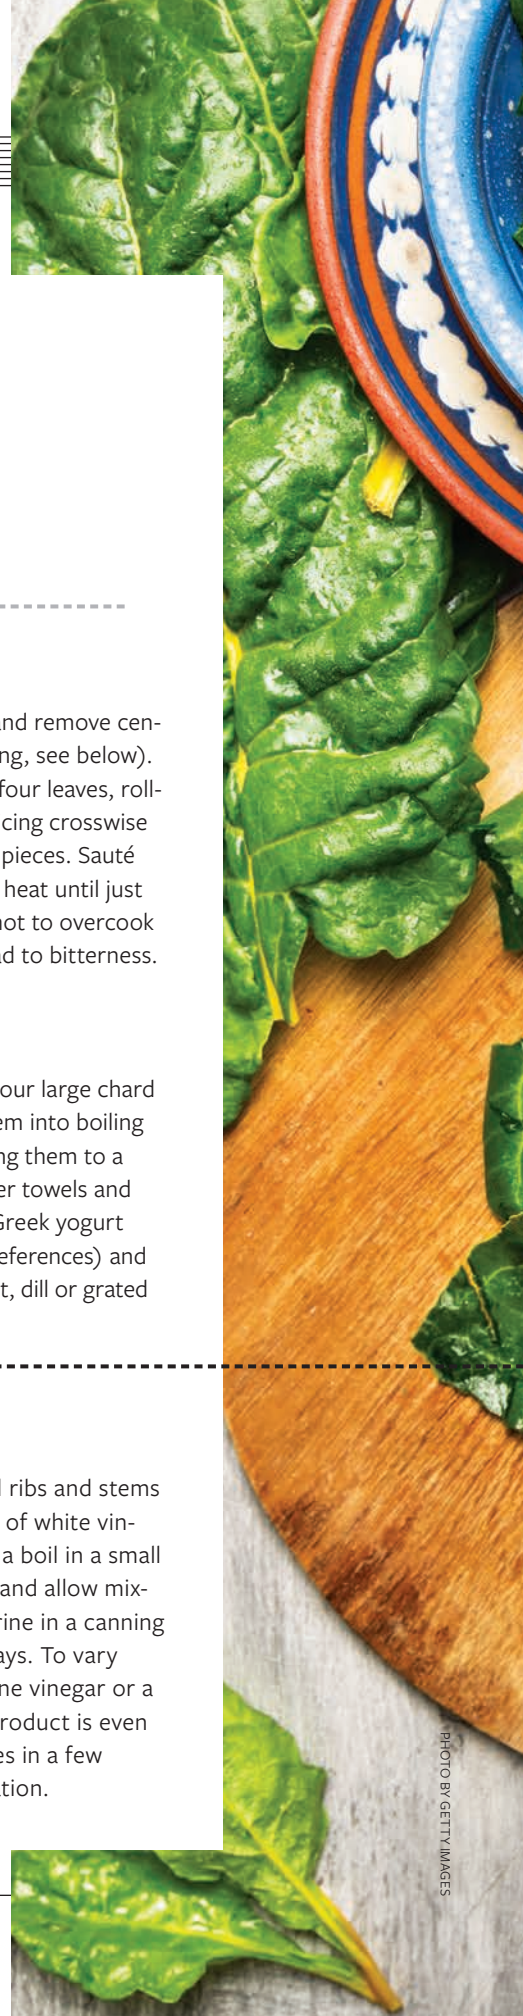 and remove cen-
ng, see below).
four leaves, roll-
cing crosswise
pieces. Sauté
heat until just
not to overcook
ad to bitterness.
our large chard
em into boiling
ng them to a
er towels and
Greek yogurt
eferences) and
t, dill or grated
ribs and stems
of white vin-
a boil in a small
and allow mix-
rine in a canning
ays. To vary
ne vinegar or a
roduct is even
es in a few
tion.
PHOTO BY GETTY IMAGES